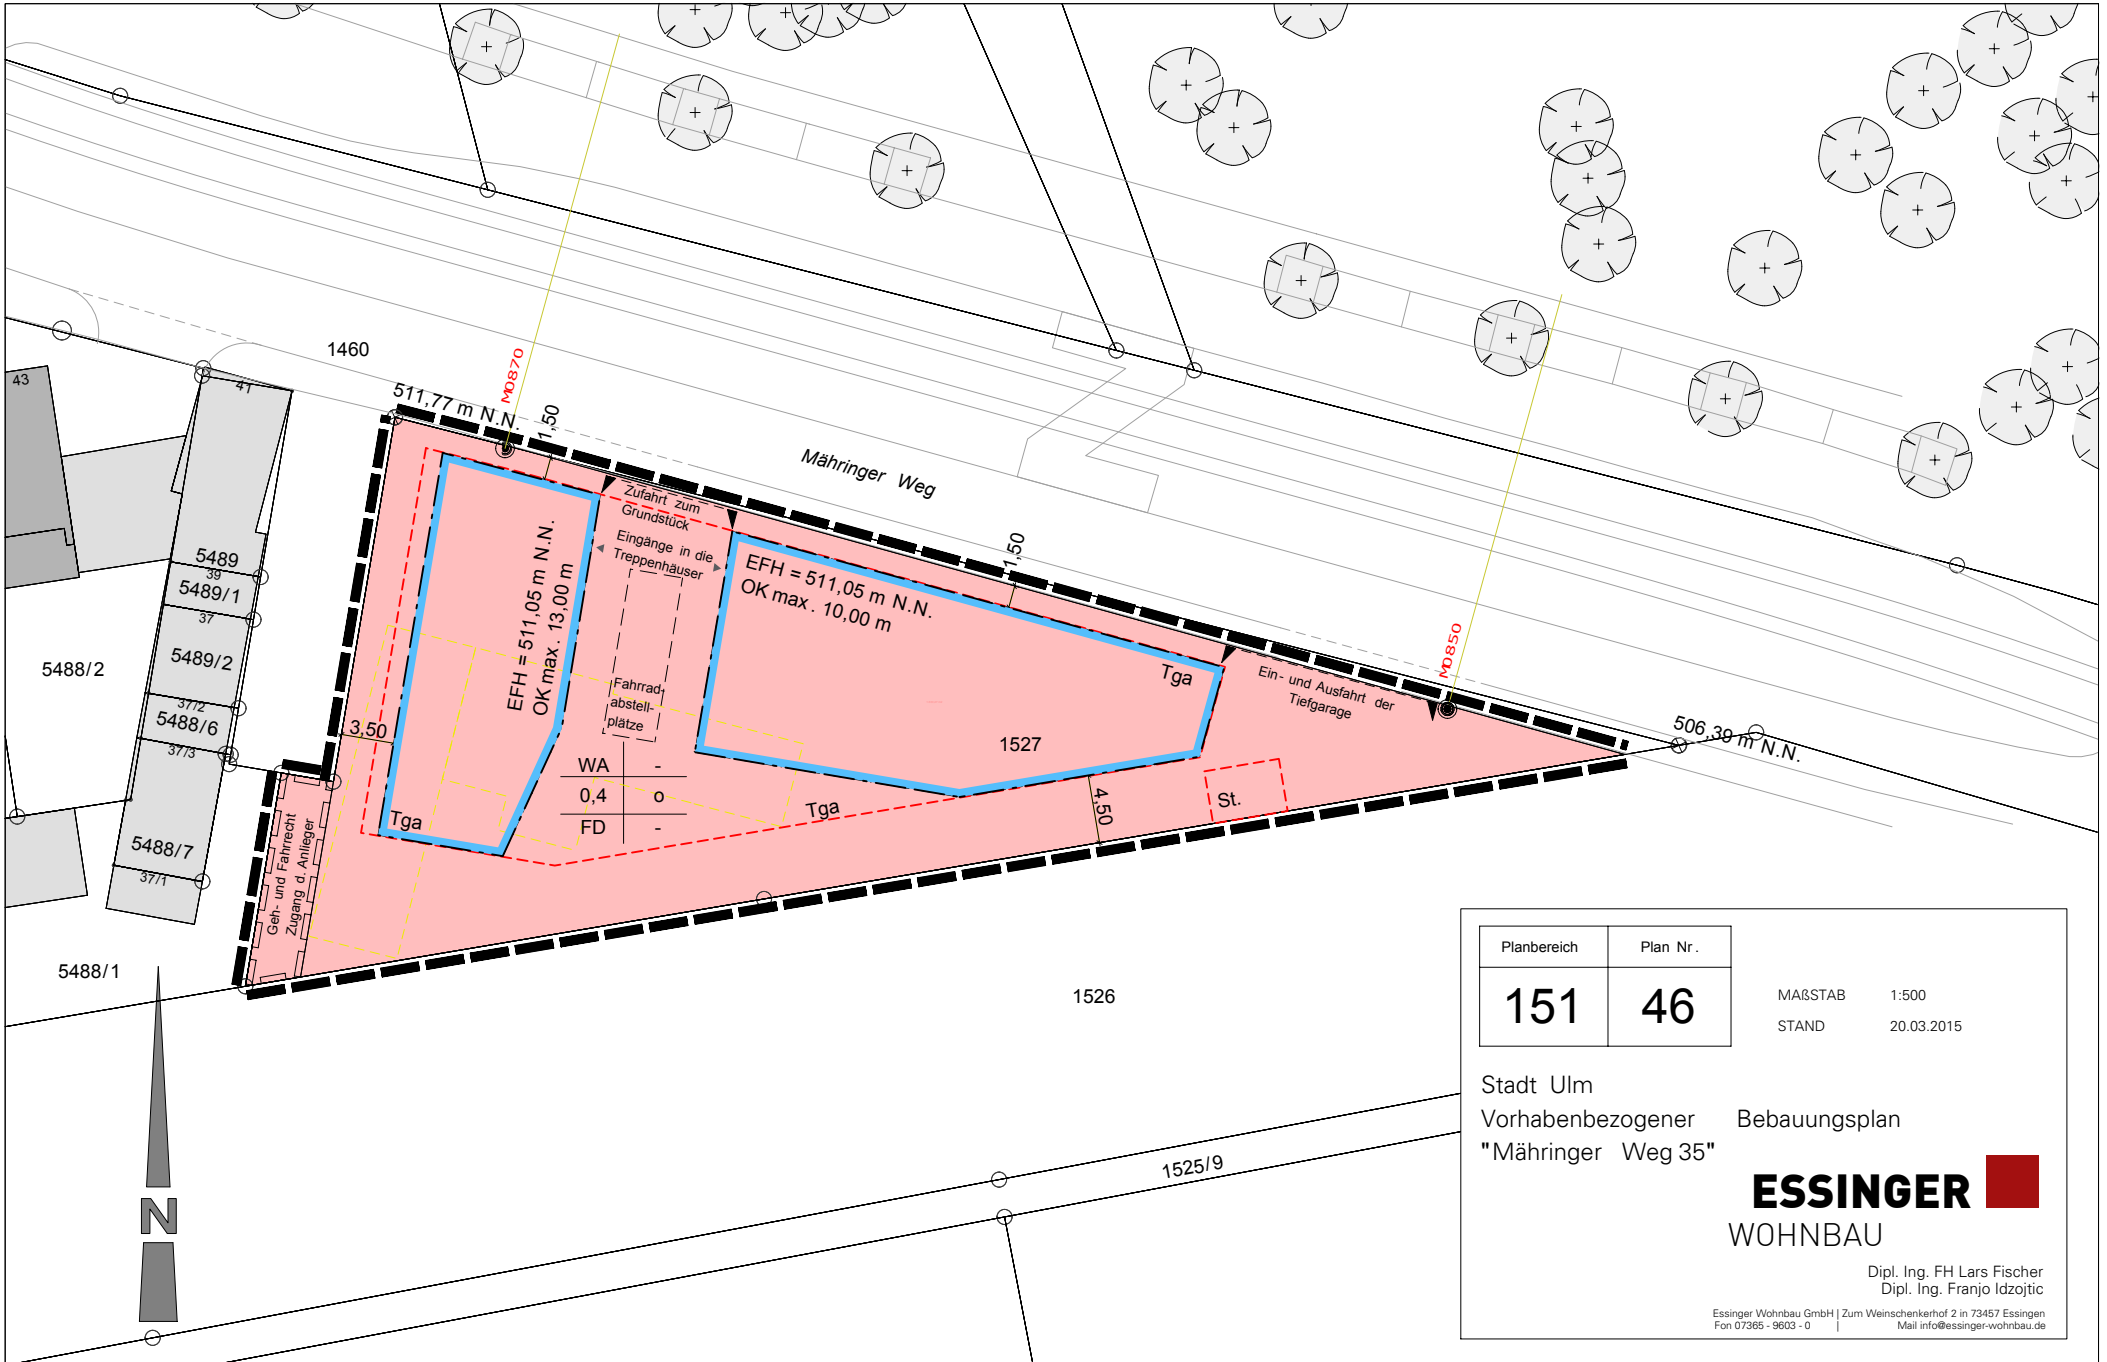 43
41
1460
511,77 m N.N.
M0870
1,50
Mähringer Weg
Zufahrt zum
Grundstück
Eingänge in die
Treppenhäuser
EFH = 511,05 m N.N.
OK max. 13,00 m
EFH = 511,05 m N.N.
OK max. 10,00 m
1,50
5489
39
5489/1
37
5489/2
37/2
5488/6
37/3
5488/7
37/1
5488/2
5488/1
3,50
Fahrrad-
abstell-
plätze
WA -
0,4 o
FD -
Tga
Tga
Tga
1527
Ein- und Ausfahrt der
Tiefgarage
M0850
506,39 m N.N.
St.
4,50
Geh- und Fahrrecht
Zugang d. Anlieger
1526
1525/9
N
Planbereich Plan Nr.
151 46
MAßSTAB 1:500
STAND 20.03.2015
Stadt Ulm
Vorhabenbezogener Bebauungsplan
"Mähringer Weg 35"
ESSINGER
WOHNBAU
Dipl. Ing. FH Lars Fischer
Dipl. Ing. Franjo Idzojtic
Essinger Wohnbau GmbH | Zum Weinschenkerhof 2 in 73457 Essingen
Fon 07365 - 9603 - 0 | Mail info@essinger-wohnbau.de